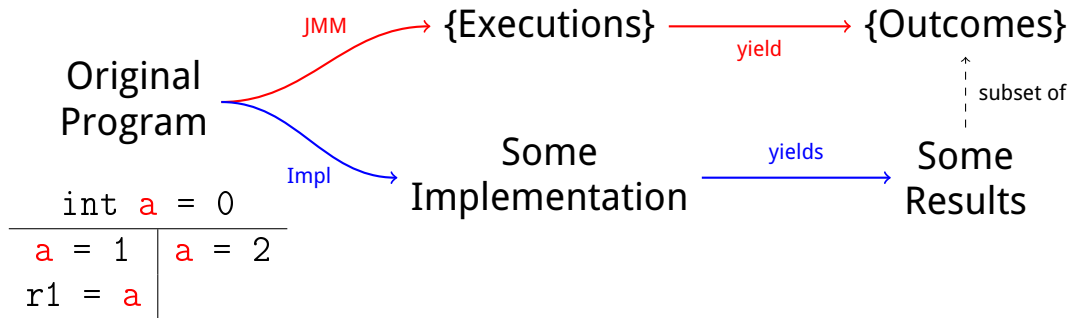 JMM
{Executions}
yield
{Outcomes}
Original
Program
subset of
Impl
Some
Implementation
yields
Some
Results
int a = 0
a = 1 a = 2
r1 = a